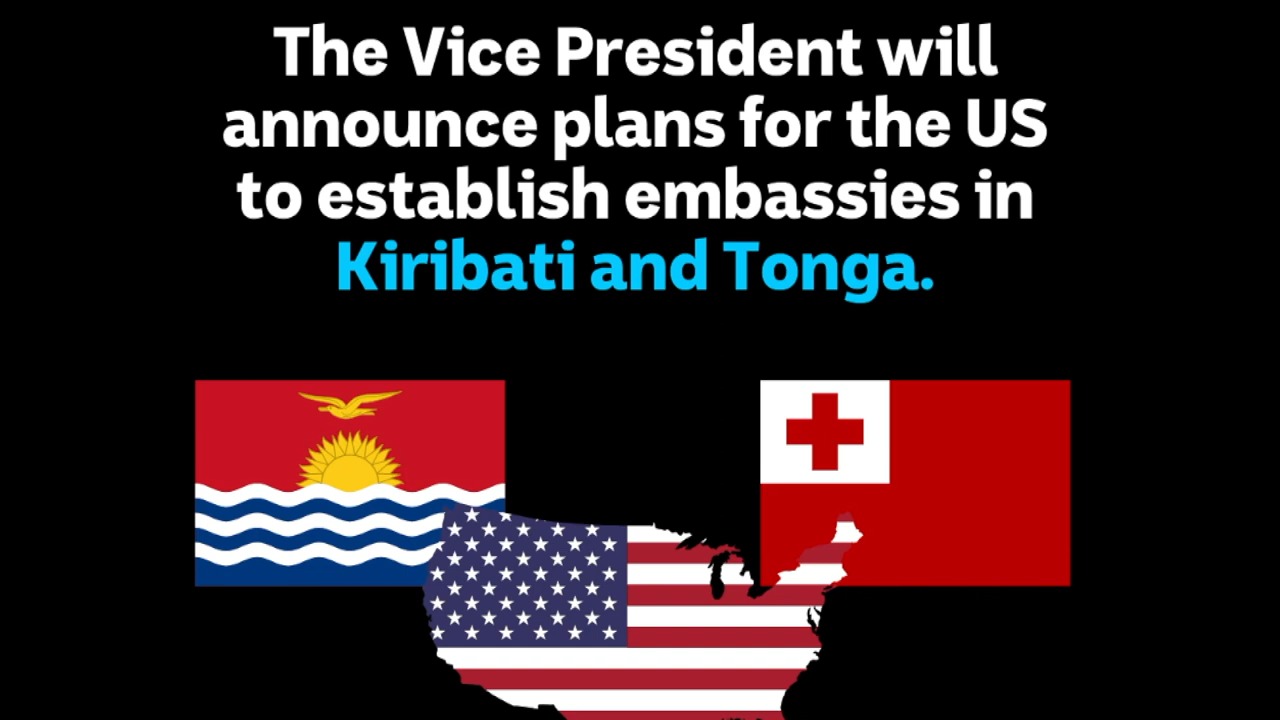 The Vice President will
announce plans for the US
to establish embassies in
Kiribati and Tonga.